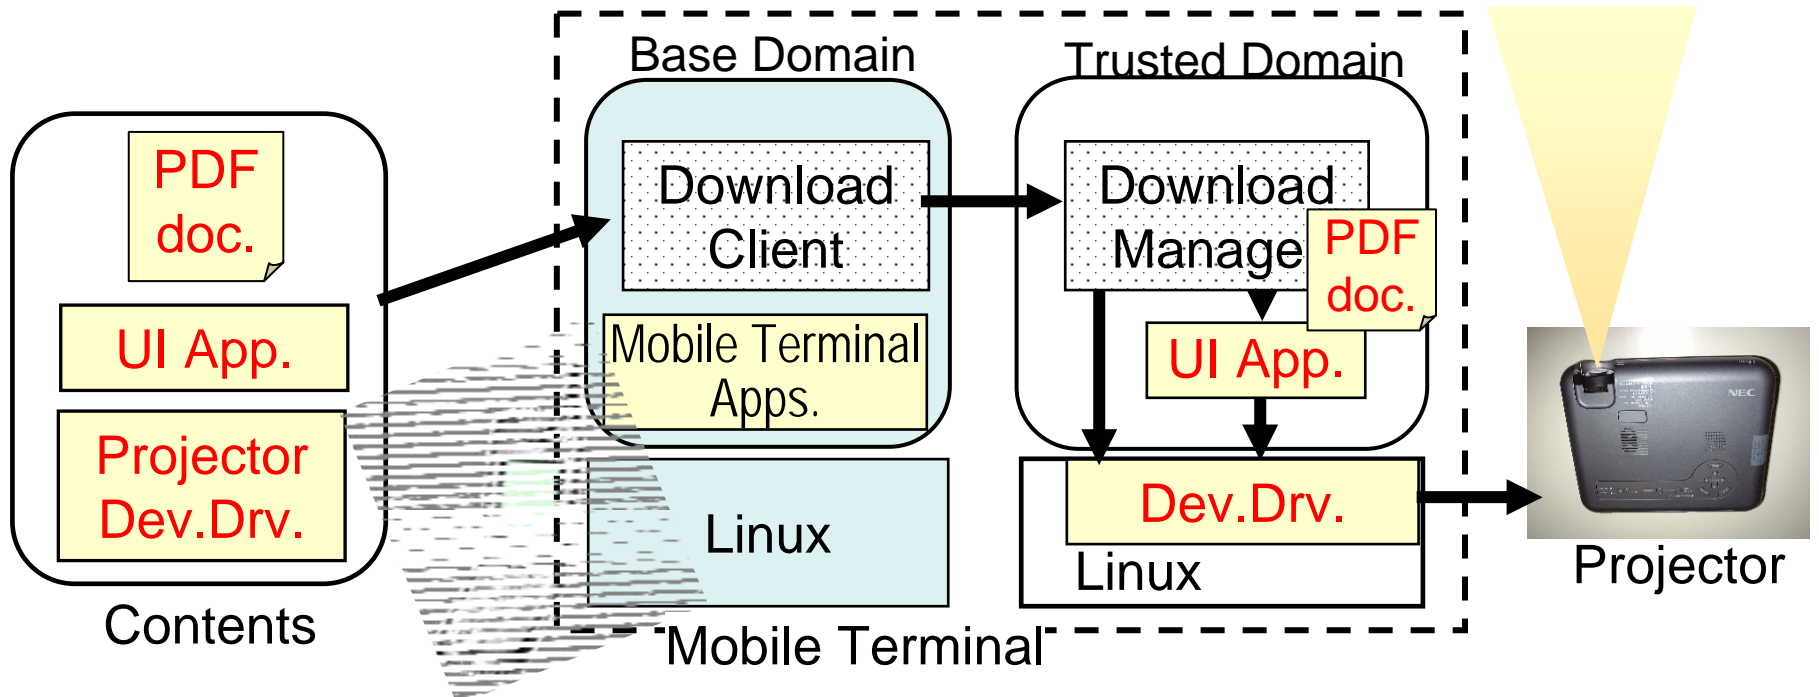 Base Domain
Trusted Domain
PDF
doc.
UI App.
Projector
Dev.Drv.
Contents
Download
Client
Mobile Terminal
Apps.
Linux
Download
Manage
PDF
doc.
UI App.
Dev.Drv.
Linux
Mobile Terminal
NEC
Projector